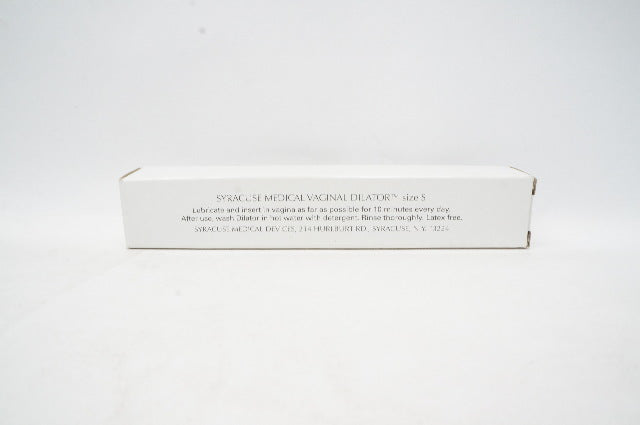 SYRACUSE MEDICAL VAGINAL DILATOR™ size S
Lubricate and insert in vagina as far as possible for 10 minutes every day.
After use, wash Dilator in hot water with detergent. Rinse thoroughly. Latex free.
SYRACUSE MEDICAL DEVICES, 214 HURLBURT RD., SYRACUSE, N.Y. 13224